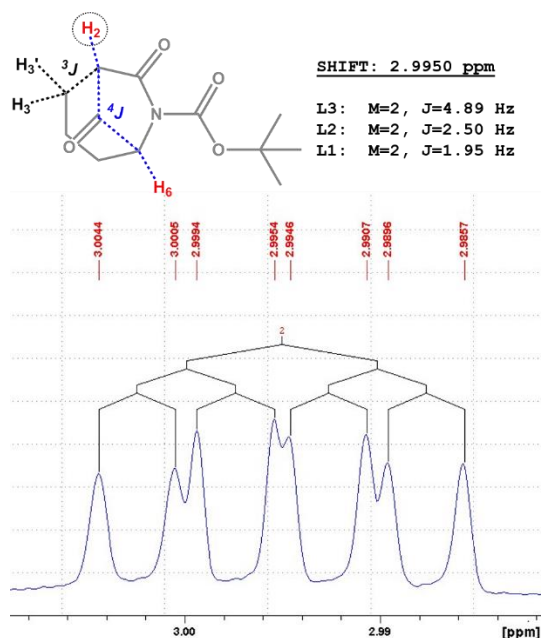 H2
O
O
3J
H3'
SHIFT: 2.9950 ppm
H3
4J
N
O
L3: M=2, J=4.89 Hz
L2: M=2, J=2.50 Hz
O
L1: M=2, J=1.95 Hz
H6
3.0044
3.0005
2.9994
2.9954
2.9946
2.9907
2.9896
2.9857
2
3.00
2.99
[ppm]